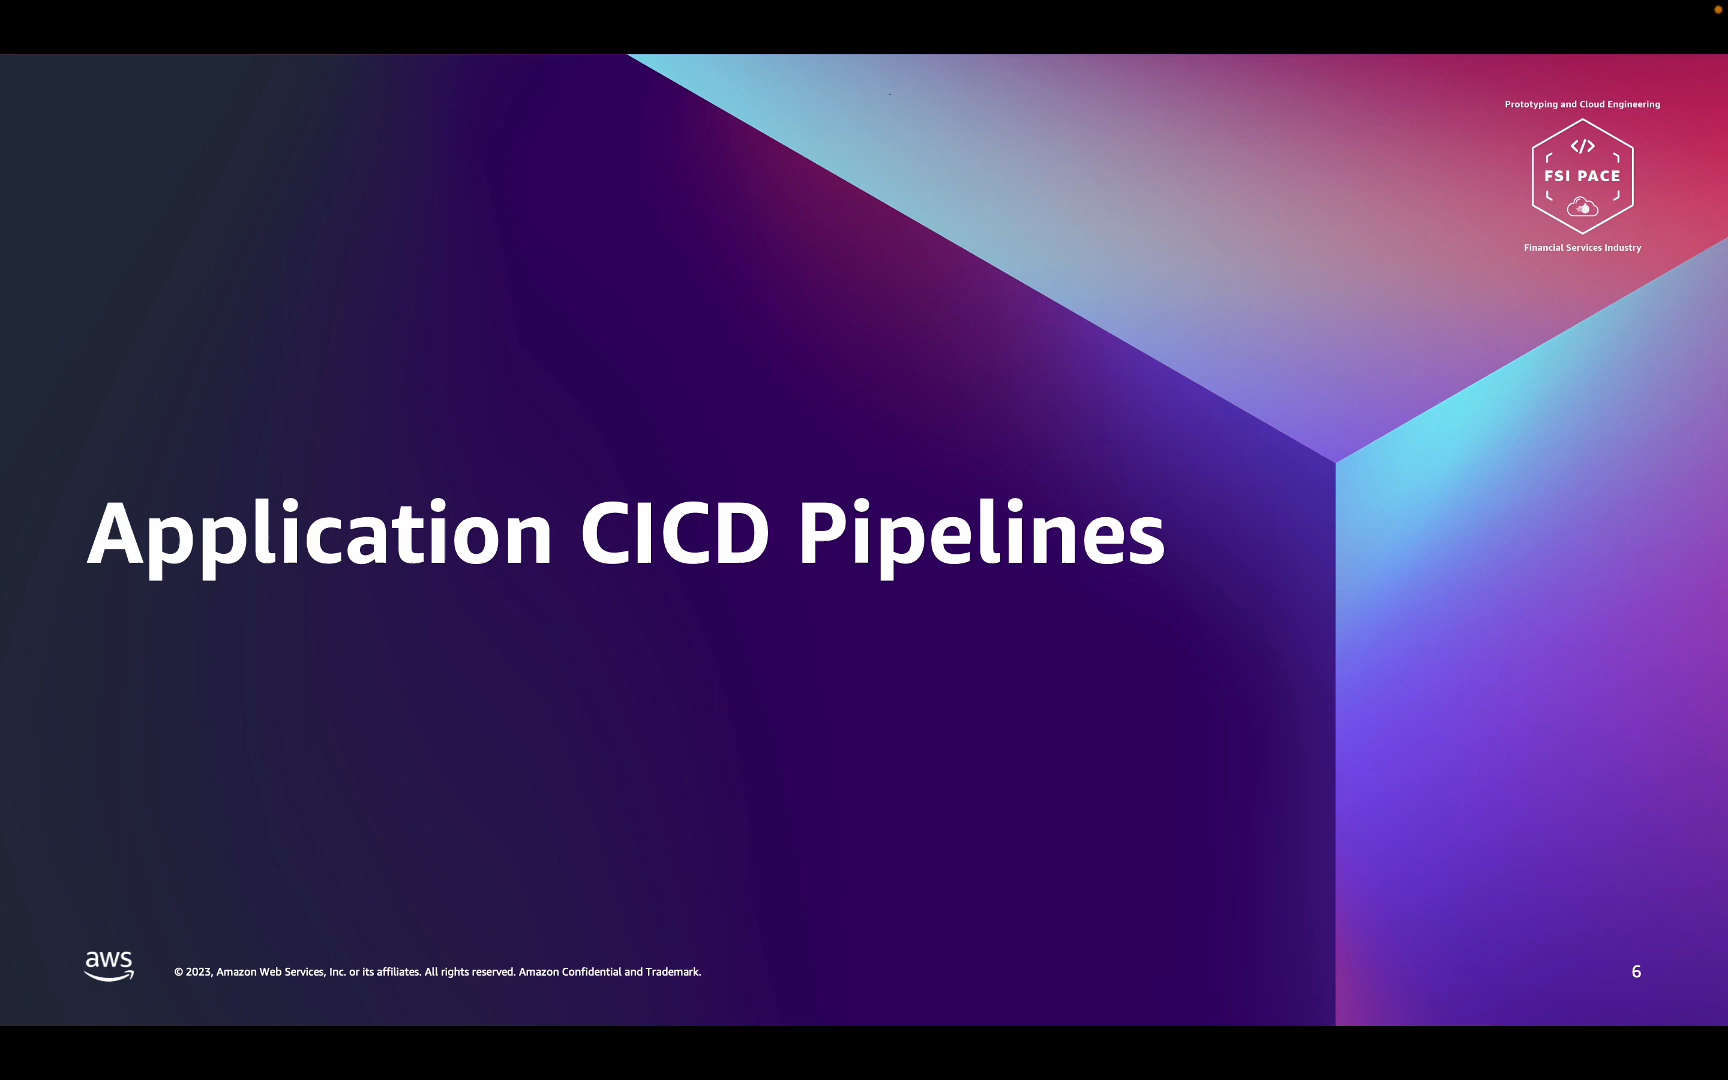 Prototyping and Cloud Engineering
</>
FSI PACE
Financial Services Industry
Application CICD Pipelines
aws
© 2023, Amazon Web Services, Inc. or its affiliates. All rights reserved. Amazon Confidential and Trademark.
6